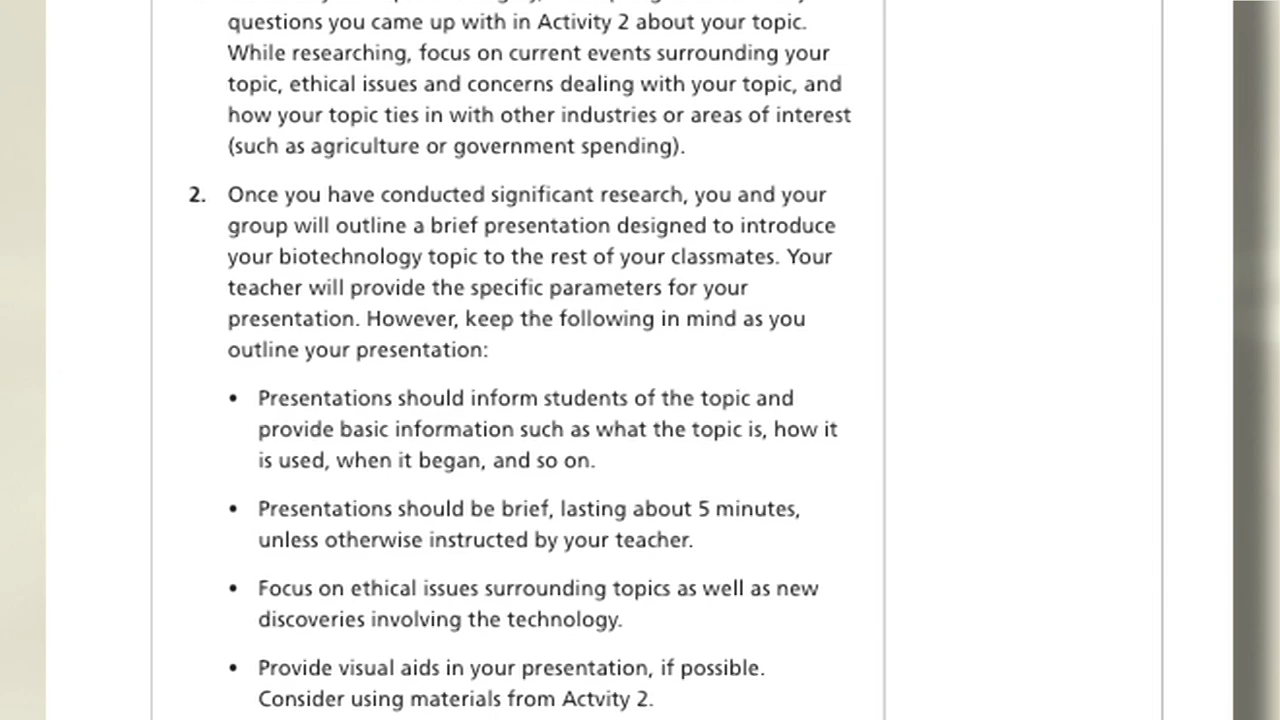 questions you came up with in Activity 2 about your topic.
While researching, focus on current events surrounding your
topic, ethical issues and concerns dealing with your topic, and
how your topic ties in with other industries or areas of interest
(such as agriculture or government spending).
2. Once you have conducted significant research, you and your
group will outline a brief presentation designed to introduce
your biotechnology topic to the rest of your classmates. Your
teacher will provide the specific parameters for your
presentation. However, keep the following in mind as you
outline your presentation:
• Presentations should inform students of the topic and
provide basic information such as what the topic is, how it
is used, when it began, and so on.
• Presentations should be brief, lasting about 5 minutes,
unless otherwise instructed by your teacher.
• Focus on ethical issues surrounding topics as well as new
discoveries involving the technology.
• Provide visual aids in your presentation, if possible.
Consider using materials from Actvity 2.